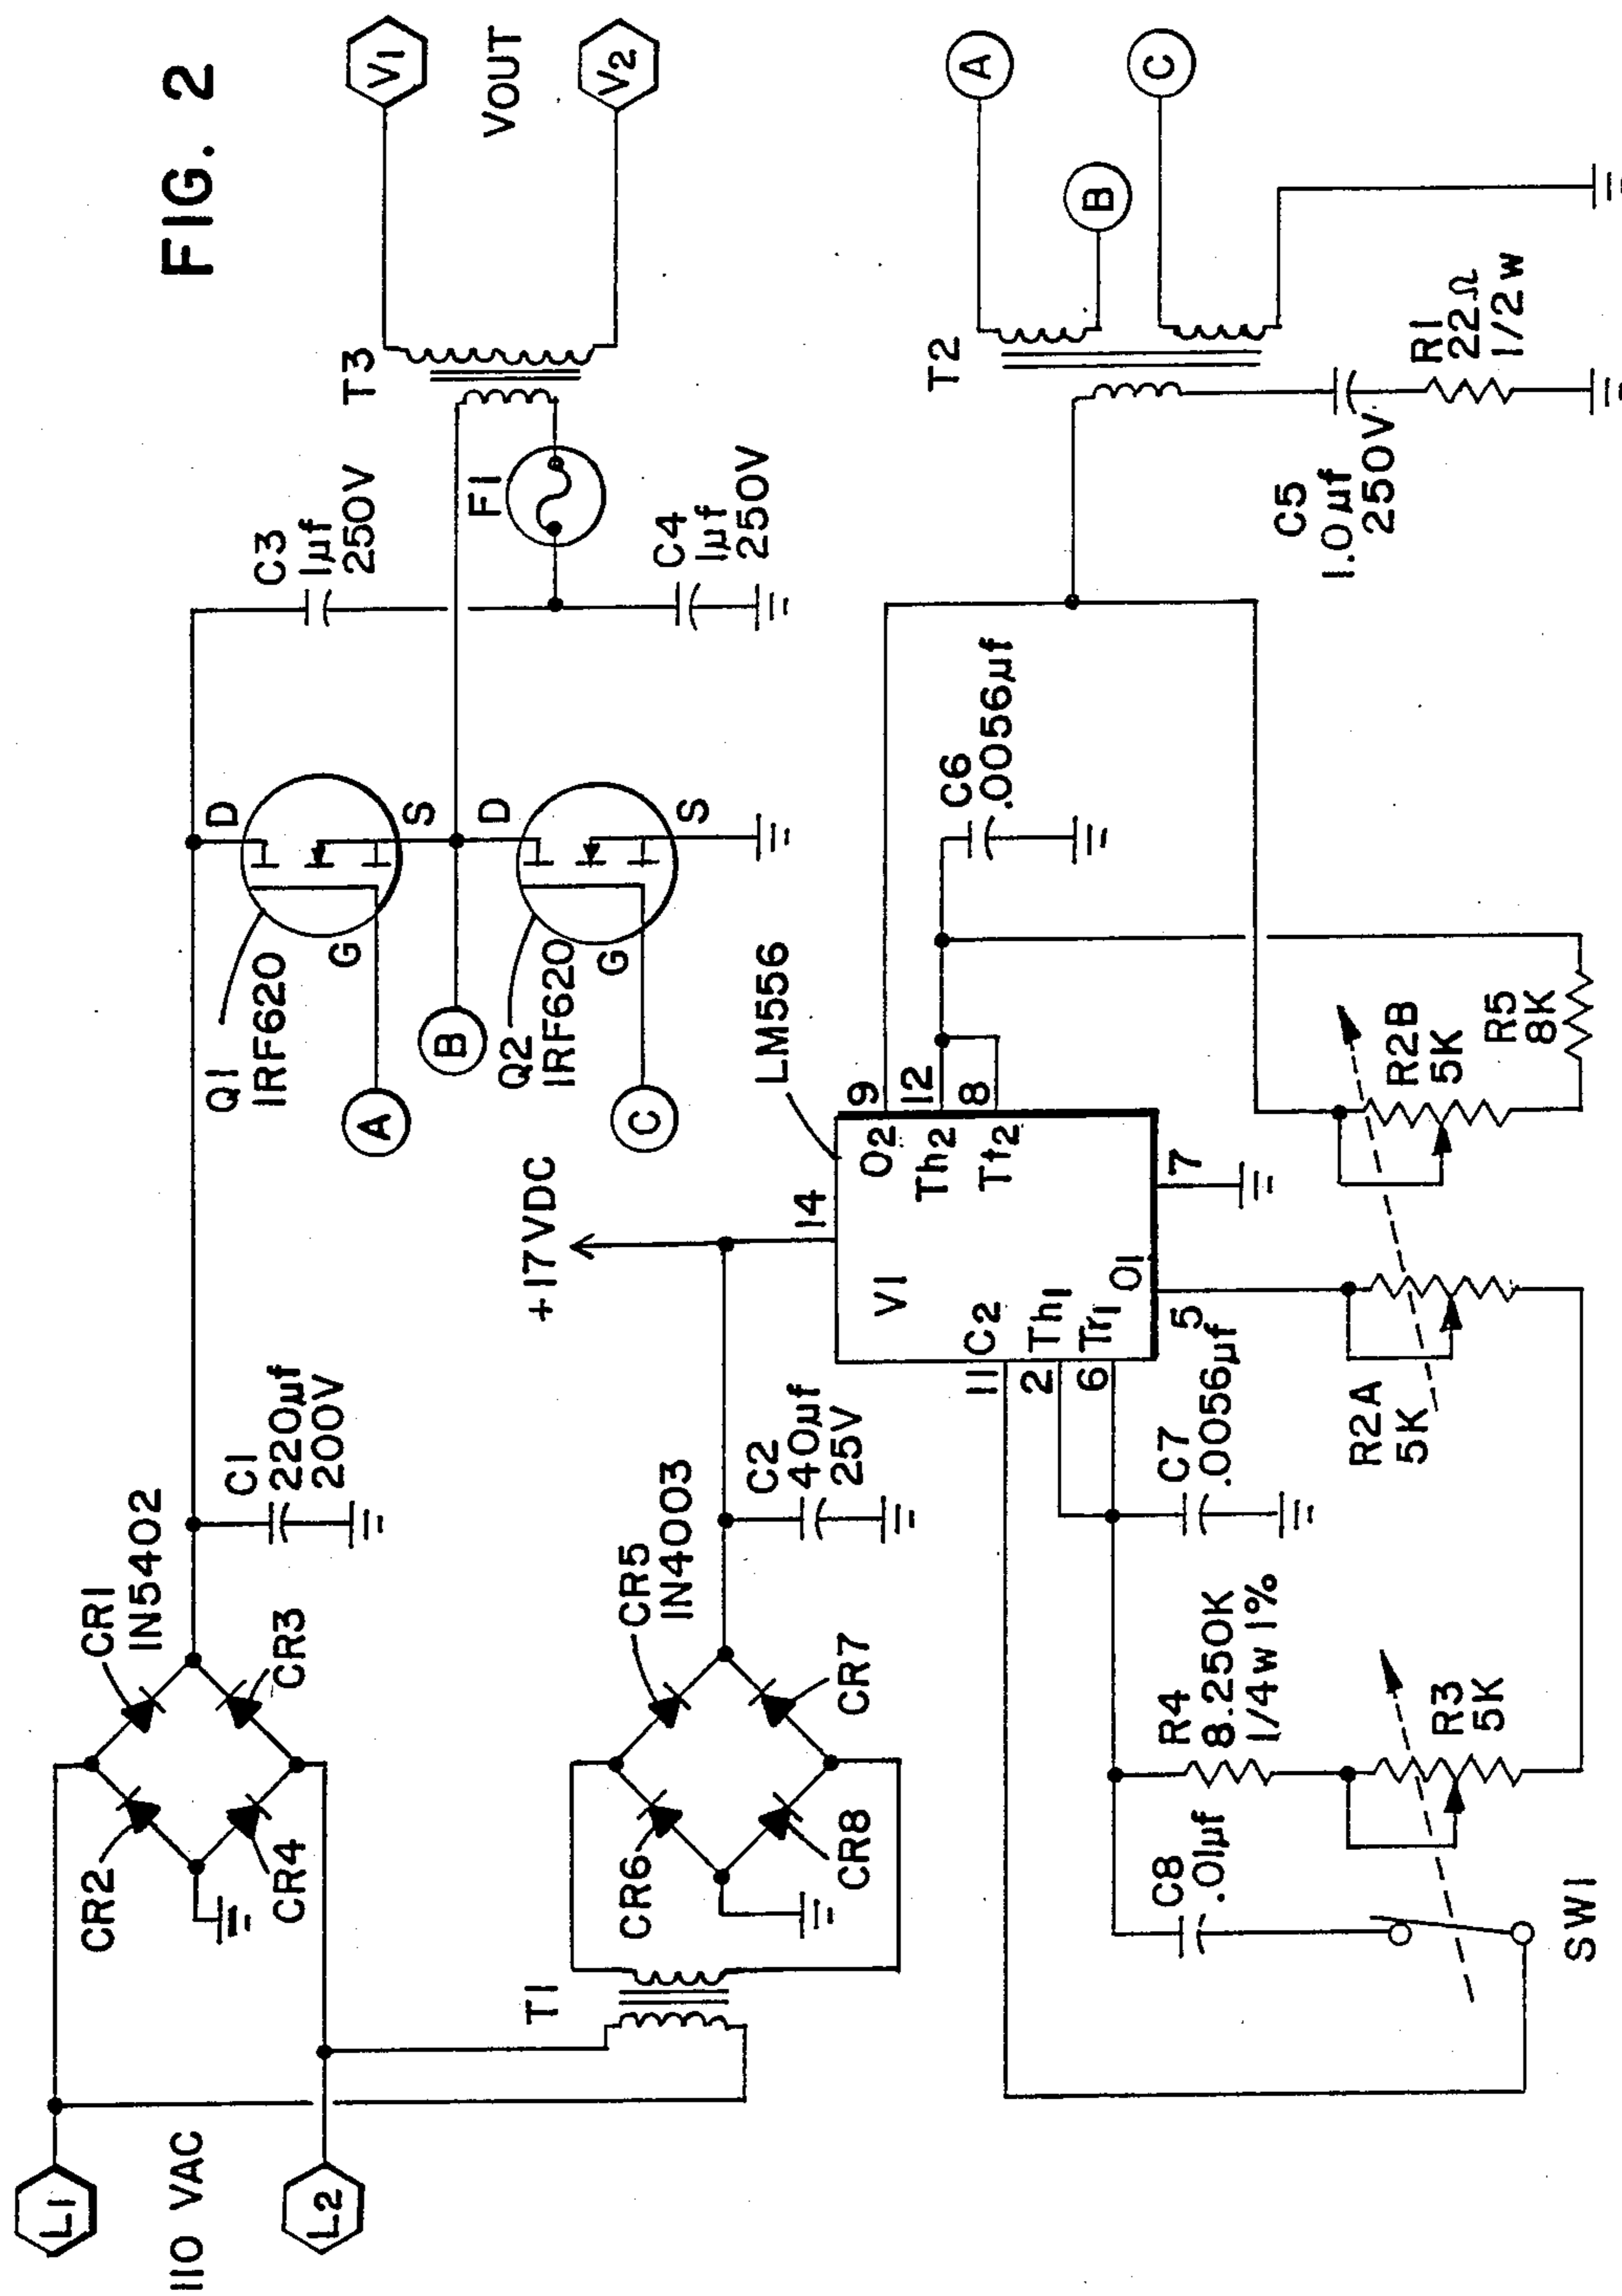 FIG. 2
L1
110 VAC
L2
CR1
IN5402
CR2
CR3
CR4
C1
220µf
200V
Q1
IRF620
D
G
S
A
B
Q2
IRF620
D
G
S
C
C3
1µf
250V
F1
C4
1µf
250V
T3
V1
VOUT
V2
T1
CR5
IN4003
CR6
CR7
CR8
C2
40µf
25V
+17VDC
14
LM556
V1
11 C2
2 Th1
6 Tr1
O1
5
7
O2 9
Th2 12
Tt2 8
C6
.0056µf
T2
A
B
C
C5
1.0µf
250V
R1
22Ω
1/2w
C7
.0056µf
R4
8.250K
1/4w1%
C8
.01µf
R3
5K
SW1
R2A
5K
R2B
5K
R5
8K